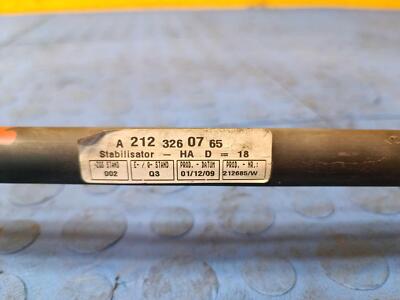 A 212 326 07 65
Stabilisator - HA D = 18
ZGS STAND E-/Q- STAND PROD.- DATUM PROD.- NR.:
002 Q3 01/12/09 212685/W